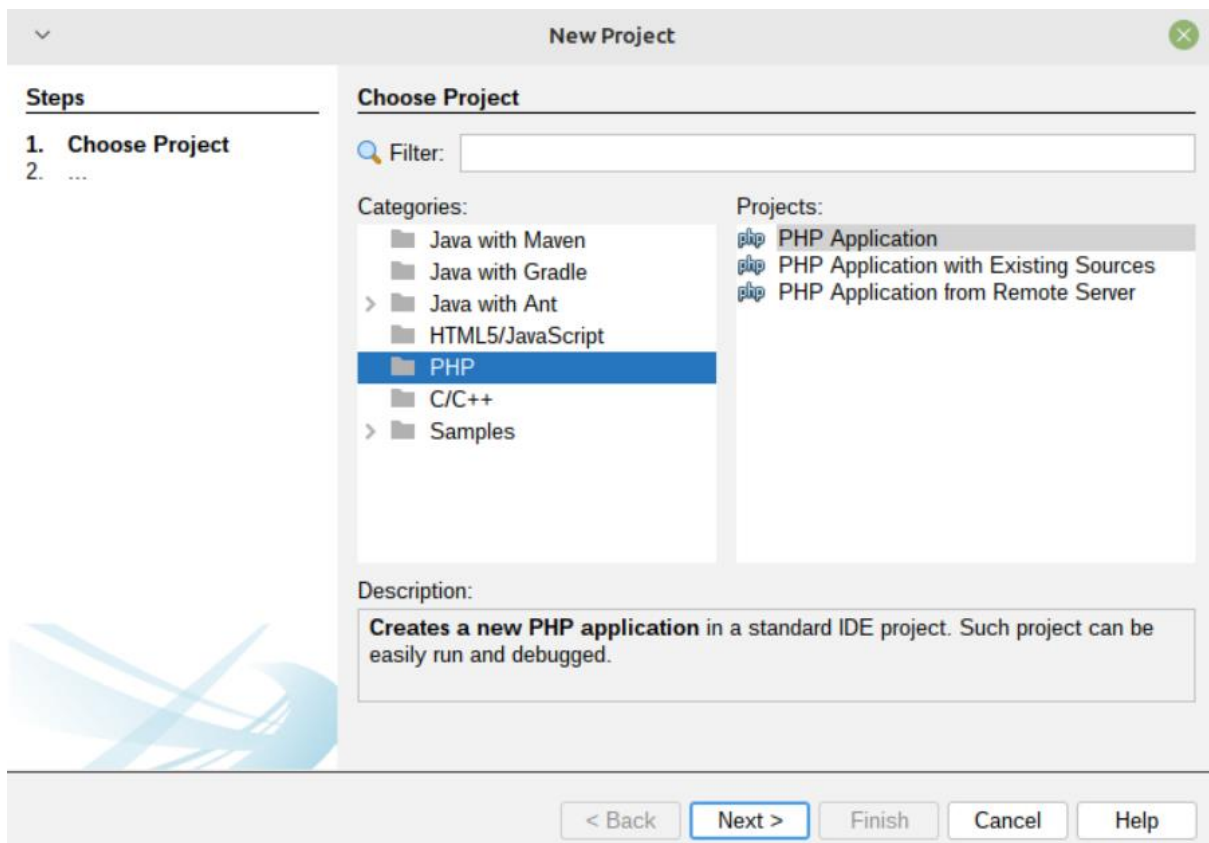 New Project
Steps
1. Choose Project
2. ...
Choose Project
Filter:
Categories:
Java with Maven
Java with Gradle
Java with Ant
HTML5/JavaScript
PHP
C/C++
Samples
Projects:
php PHP Application
php PHP Application with Existing Sources
php PHP Application from Remote Server
Description:
Creates a new PHP application in a standard IDE project. Such project can be
easily run and debugged.
< Back
Next >
Finish
Cancel
Help